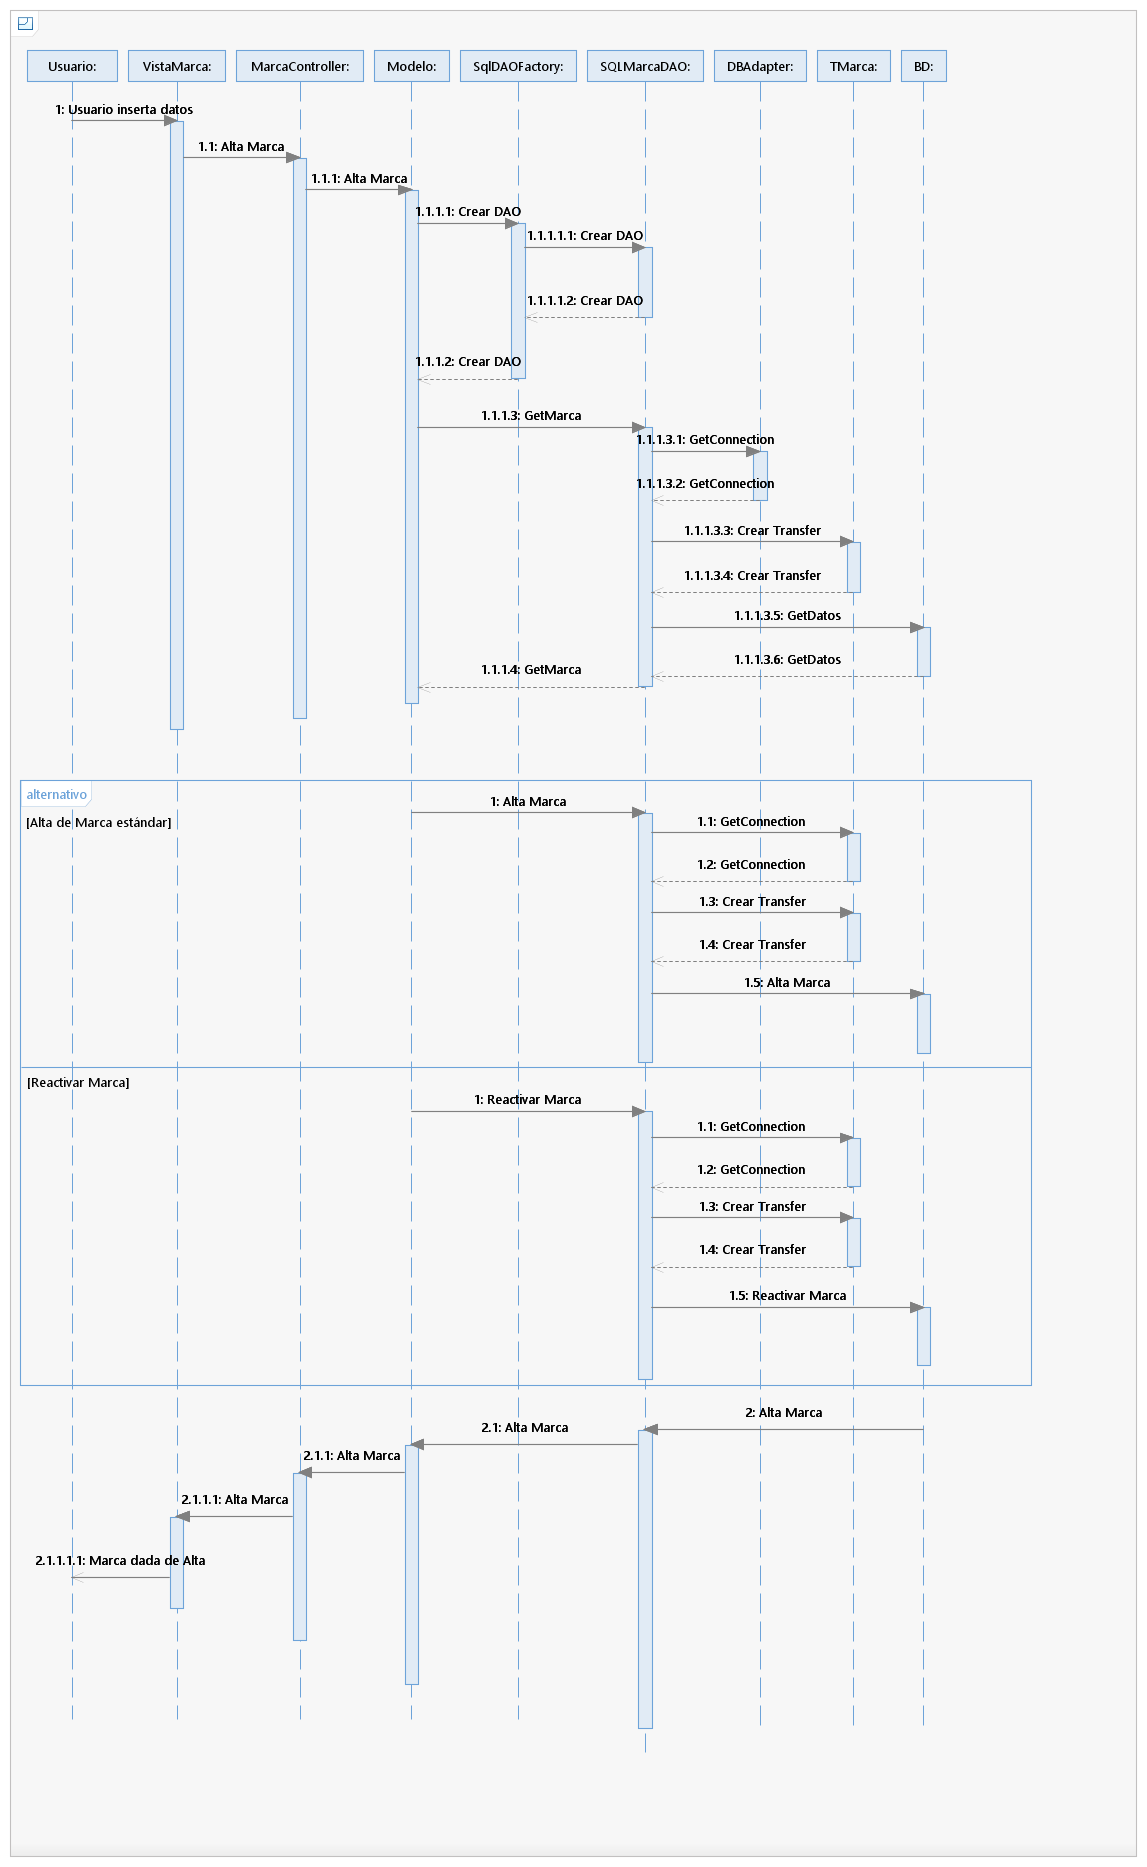 Usuario:
VistaMarca:
MarcaController:
Modelo:
SqlDAOFactory:
SQLMarcaDAO:
DBAdapter:
TMarca:
BD:
1: Usuario inserta datos
1.1: Alta Marca
1.1.1: Alta Marca
1.1.1.1: Crear DAO
1.1.1.1.1: Crear DAO
1.1.1.1.2: Crear DAO
1.1.1.2: Crear DAO
1.1.1.3: GetMarca
1.1.1.3.1: GetConnection
1.1.1.3.2: GetConnection
1.1.1.3.3: Crear Transfer
1.1.1.3.4: Crear Transfer
1.1.1.3.5: GetDatos
1.1.1.3.6: GetDatos
1.1.1.4: GetMarca
alternativo
[Alta de Marca estándar]
1: Alta Marca
1.1: GetConnection
1.2: GetConnection
1.3: Crear Transfer
1.4: Crear Transfer
1.5: Alta Marca
[Reactivar Marca]
1: Reactivar Marca
1.1: GetConnection
1.2: GetConnection
1.3: Crear Transfer
1.4: Crear Transfer
1.5: Reactivar Marca
2: Alta Marca
2.1: Alta Marca
2.1.1: Alta Marca
2.1.1.1: Alta Marca
2.1.1.1.1: Marca dada de Alta